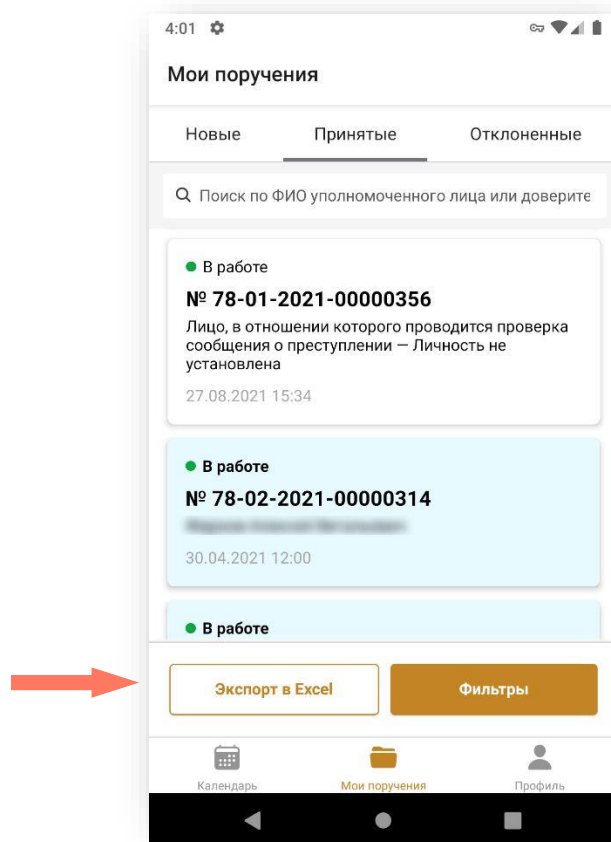 4:01
Мои поручения
Новые Принятые Отклоненные
Поиск по ФИО уполномоченного лица или доверите
В работе
№ 78-01-2021-00000356
Лицо, в отношении которого проводится проверка
сообщения о преступлении — Личность не
установлена
27.08.2021 15:34
В работе
№ 78-02-2021-00000314
30.04.2021 12:00
В работе
Экспорт в Excel Фильтры
Календарь Мои поручения Профиль